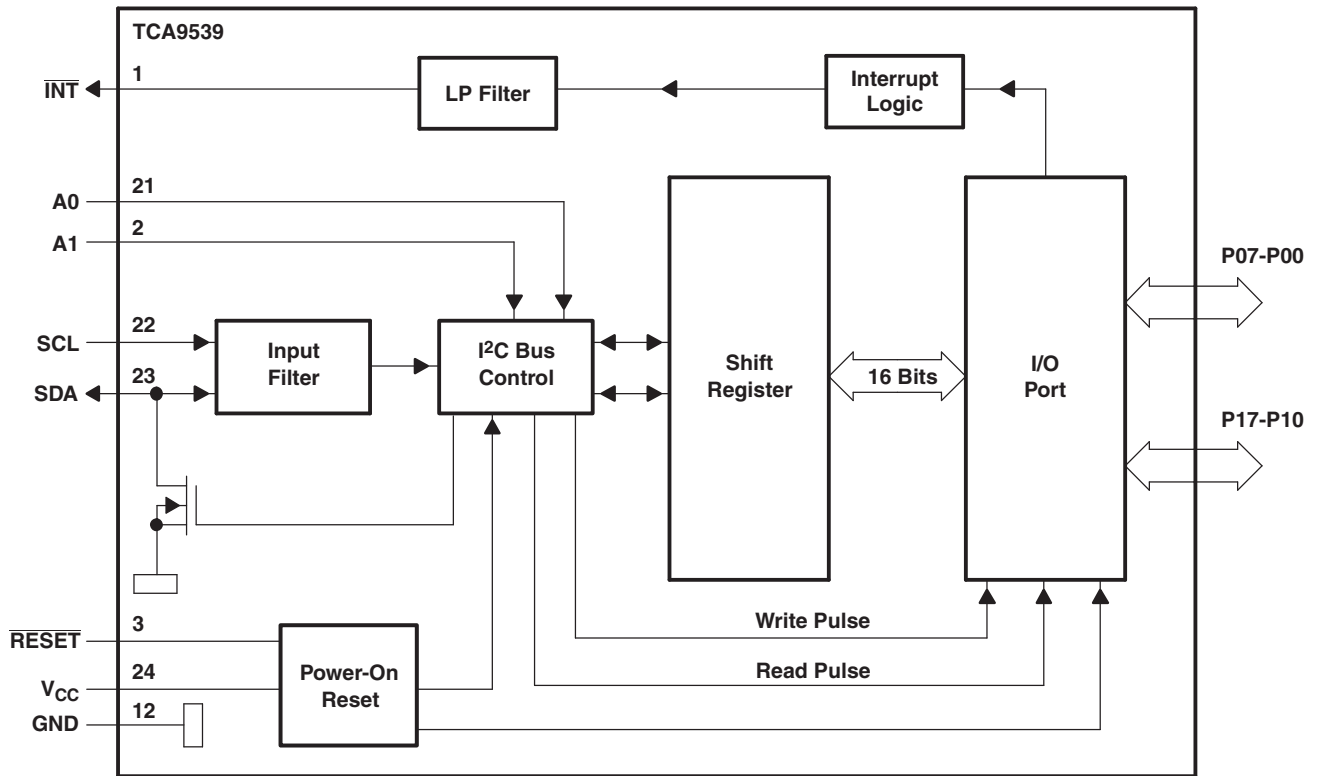 TCA9539
INT
1
LP Filter
Interrupt
Logic
A0
21
A1
2
P07-P00
SCL
22
SDA
23
Input
Filter
I²C Bus
Control
Shift
Register
16 Bits
I/O
Port
P17-P10
Write Pulse
Read Pulse
RESET
3
VCC
24
GND
12
Power-On
Reset